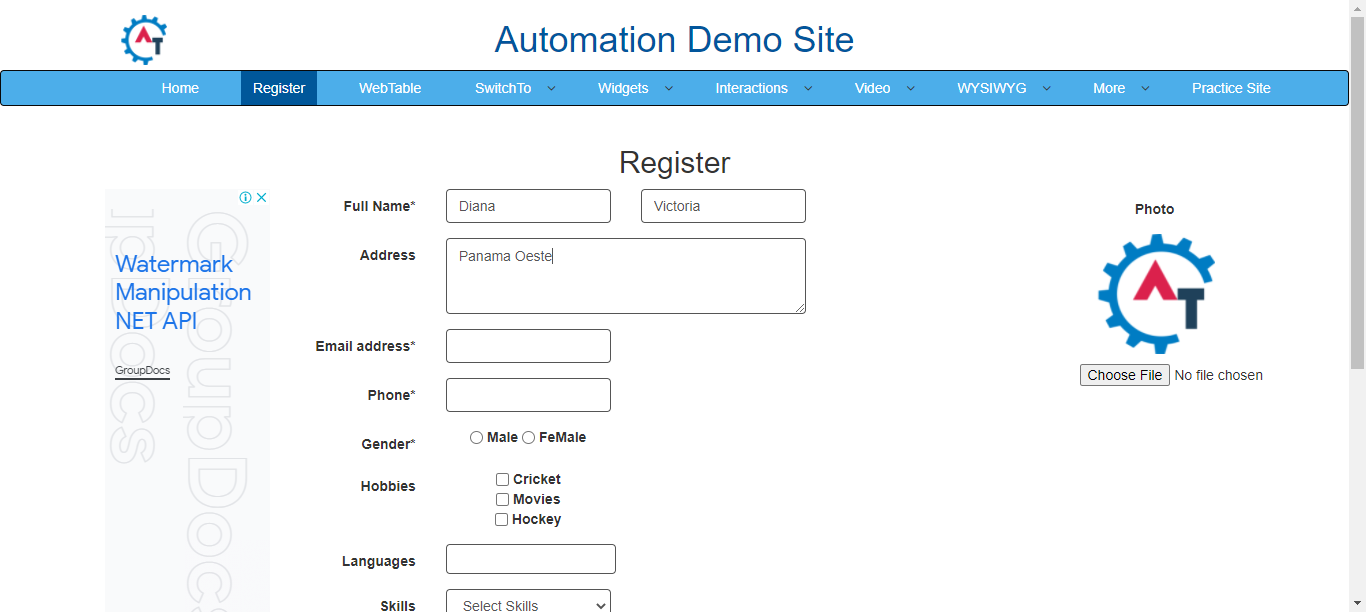 Automation Demo Site
Home Register WebTable SwitchTo Widgets Interactions Video WYSIWYG More Practice Site
Register
Full Name* Diana Victoria
Photo
Address Panama Oeste
Watermark
Manipulation
NET API
GroupDocs
GroupDocs
GroupDocs
Email address*
Phone*
Choose File No file chosen
Gender* Male FeMale
Hobbies Cricket
Movies
Hockey
Languages
Skills Select Skills